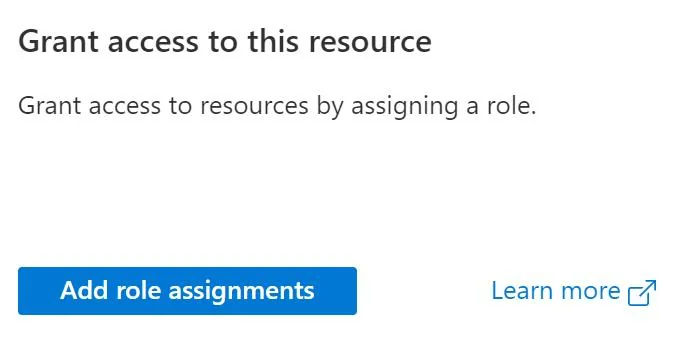 Grant access to this resource
Grant access to resources by assigning a role.
Add role assignments
Learn more